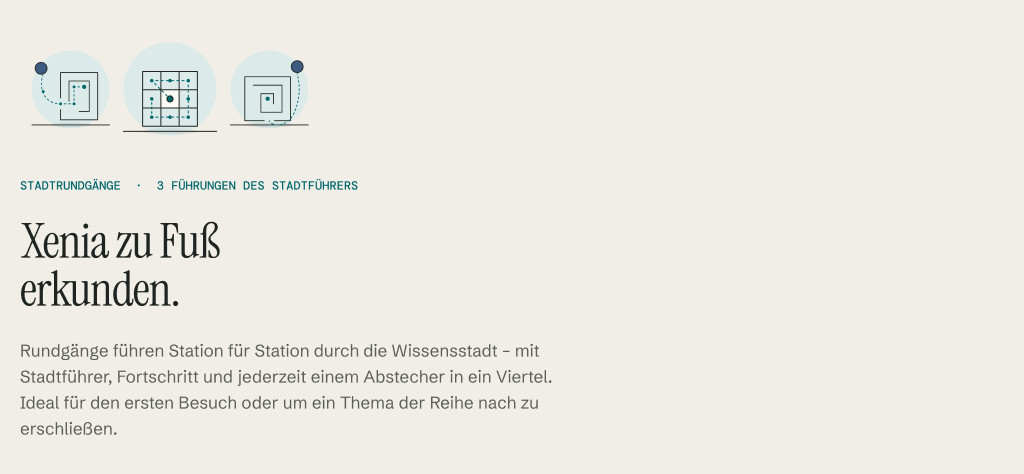 STADTRUNDGÄNGE · 3 FÜHRUNGEN DES STADTFÜHRERS
Xenia zu Fuß
erkunden.
Rundgänge führen Station für Station durch die Wissensstadt – mit
Stadtführer, Fortschritt und jederzeit einem Abstecher in ein Viertel.
Ideal für den ersten Besuch oder um ein Thema der Reihe nach zu
erschließen.